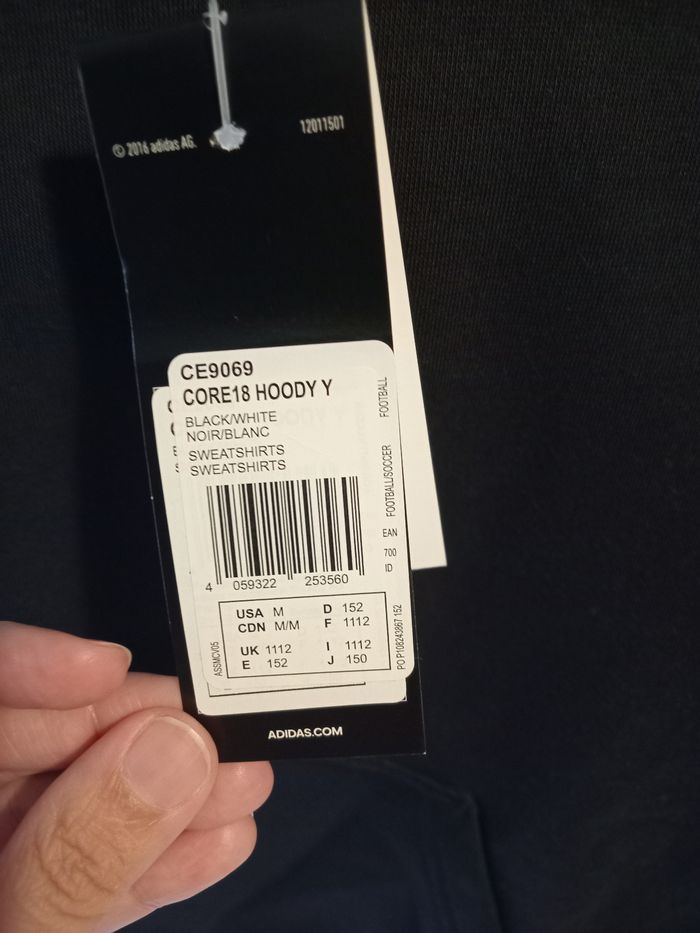 © 2016 adidas AG.
12011501
CE9069
CORE18 HOODY Y
BLACK/WHITE
NOIR/BLANC
SWEATSHIRTS
SWEATSHIRTS
FOOTBALL
FOOTBALL/SOCCER
EAN
700
ID
4 059322 253560
USA M D 152
CDN M/M F 1112
UK 1112 I 1112
E 152 J 150
ASSMCV05
PO P108243867 152
ADIDAS.COM